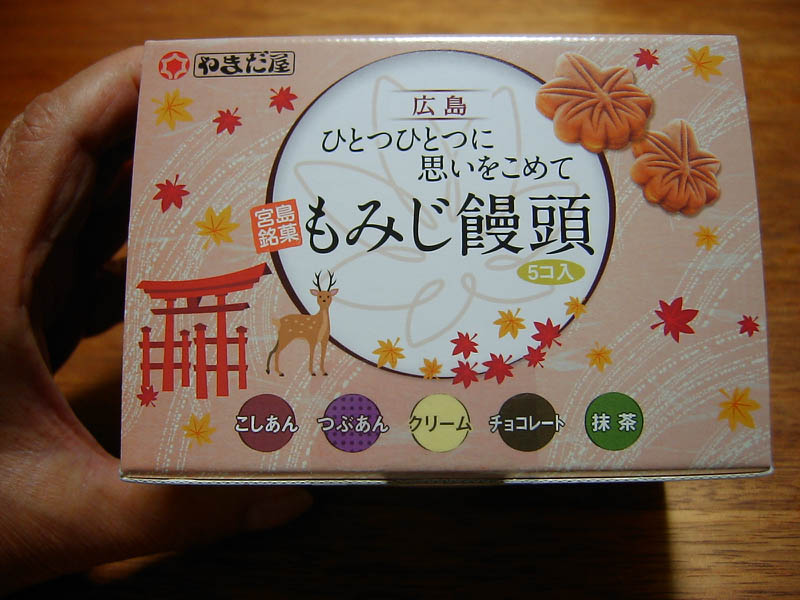 やまだ屋
広島
ひとつひとつに
思いをこめて
宮島
銘菓
もみじ饅頭
5コ入
こしあん
つぶあん
クリーム
チョコレート
抹茶